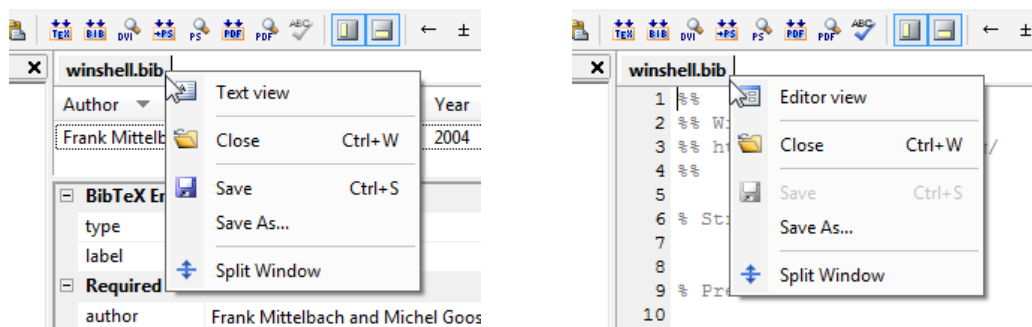 TEX BIB DVI PS PS PDF PDF ABC
winshell.bib
Author Year
Frank Mittelb 2004
BibTeX En
type
label
Required
author Frank Mittelbach and Michel Goos
Text view
Close Ctrl+W
Save Ctrl+S
Save As...
Split Window
TEX BIB DVI PS PS PDF PDF ABC
winshell.bib
1 %%
2 %% Wi
3 %% ht /
4 %%
5
6 % Str
7
8
9 % Pre
10
Editor view
Close Ctrl+W
Save Ctrl+S
Save As...
Split Window